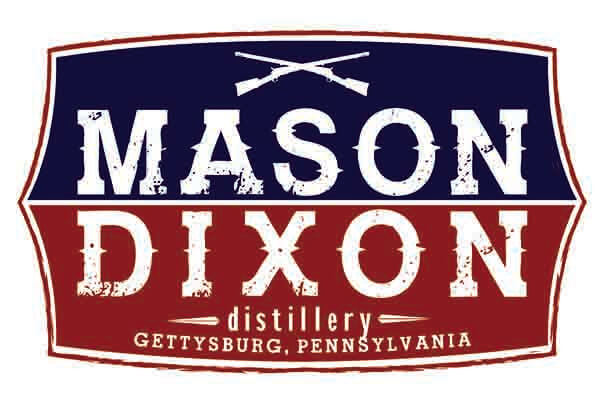 MASON
DIXON
distillery
GETTYSBURG, PENNSYLVANIA